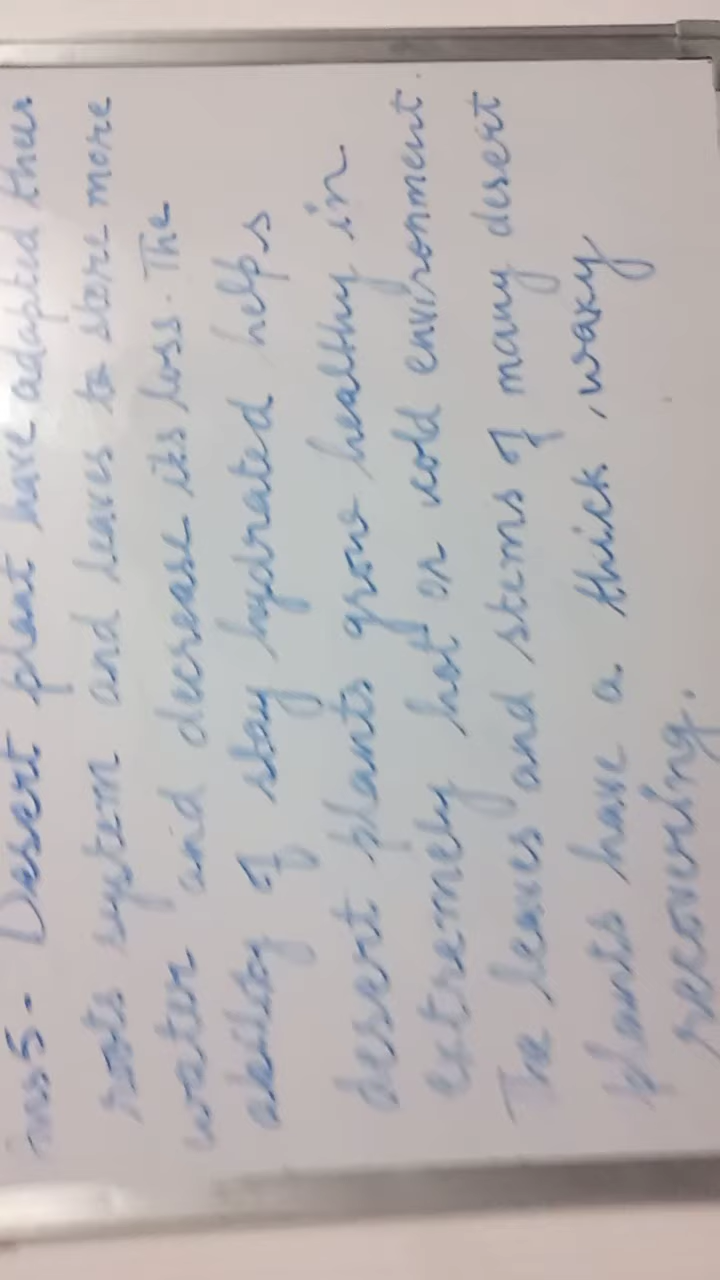 ins5. Desert plant have adapted their
roots system and leaves to store more
water and decrease its loss. The
ability of stay hydrated helps
desert plants grow healthy in
extremely hot or cold environment.
The leaves and stems of many desert
plants have a thick, waxy
recovering.